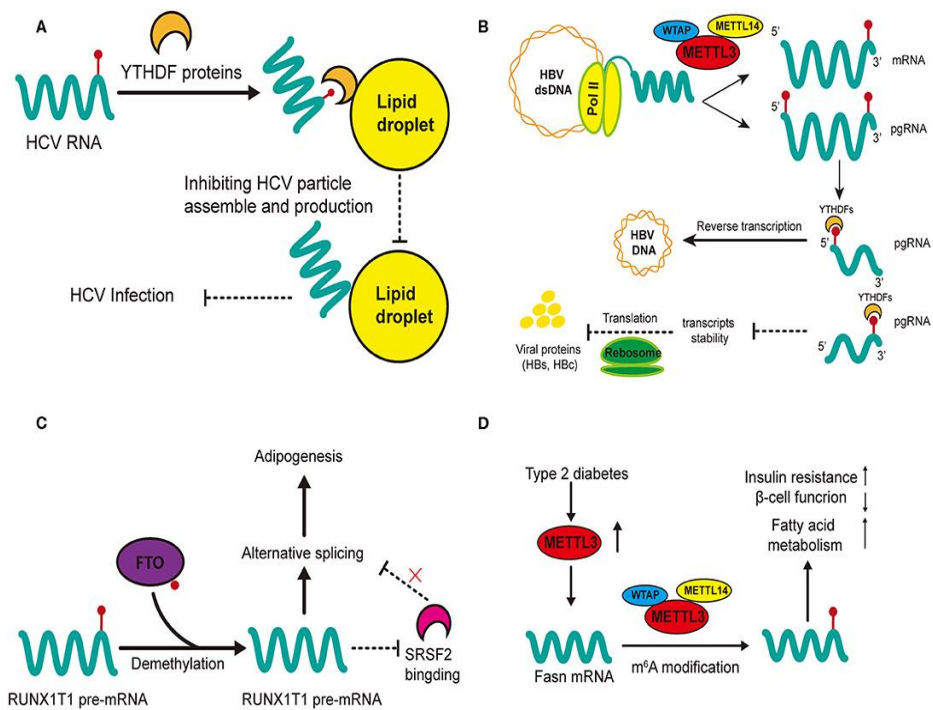 A
YTHDF proteins
HCV RNA
Lipid
droplet
Inhibiting HCV particle
assemble and production
Lipid
droplet
HCV Infection
B
HBV
dsDNA
Pol II
WTAP
METTL14
METTL3
5'
3'
mRNA
5'
3'
pgRNA
YTHDFs
5'
3'
pgRNA
Reverse transcription
HBV
DNA
YTHDFs
5'
3'
pgRNA
transcripts
stability
Translation
Rebosome
Viral proteins
(HBs, HBc)
C
Adipogenesis
Alternative splicing
FTO
Demethylation
RUNX1T1 pre-mRNA
RUNX1T1 pre-mRNA
SRSF2
bingding
D
Type 2 diabetes
METTL3
Fasn mRNA
WTAP
METTL14
METTL3
m⁶A modification
Insulin resistance
β-cell funcrion
Fatty acid
metabolism